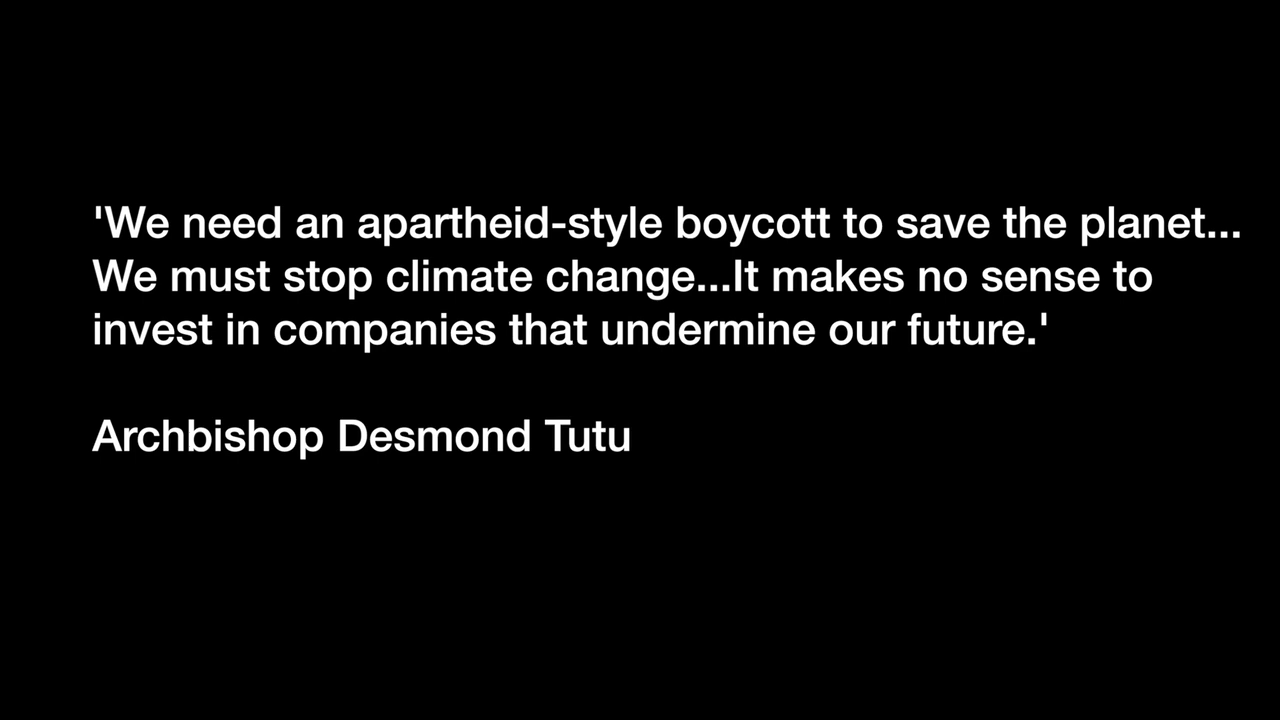 'We need an apartheid-style boycott to save the planet...
We must stop climate change...It makes no sense to
invest in companies that undermine our future.'
Archbishop Desmond Tutu